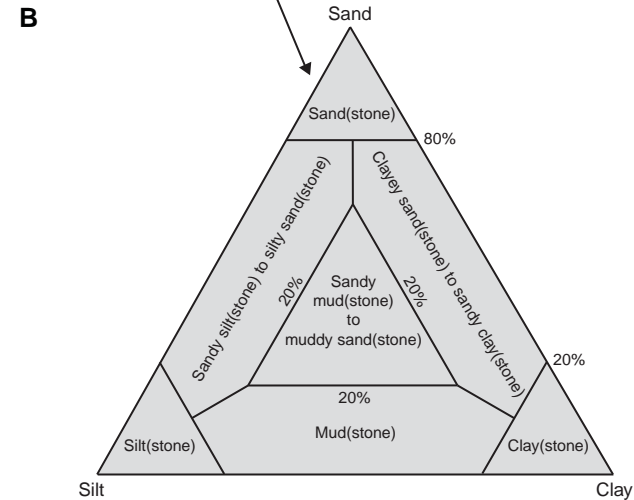 B
Sand
Sand(stone)
80%
Sandy silt(stone) to silty sand(stone)
Clayey sand(stone) to sandy clay(stone)
20%
20%
Sandy
mud(stone)
to
muddy sand(stone)
20%
20%
Mud(stone)
Silt(stone)
Clay(stone)
Silt
Clay